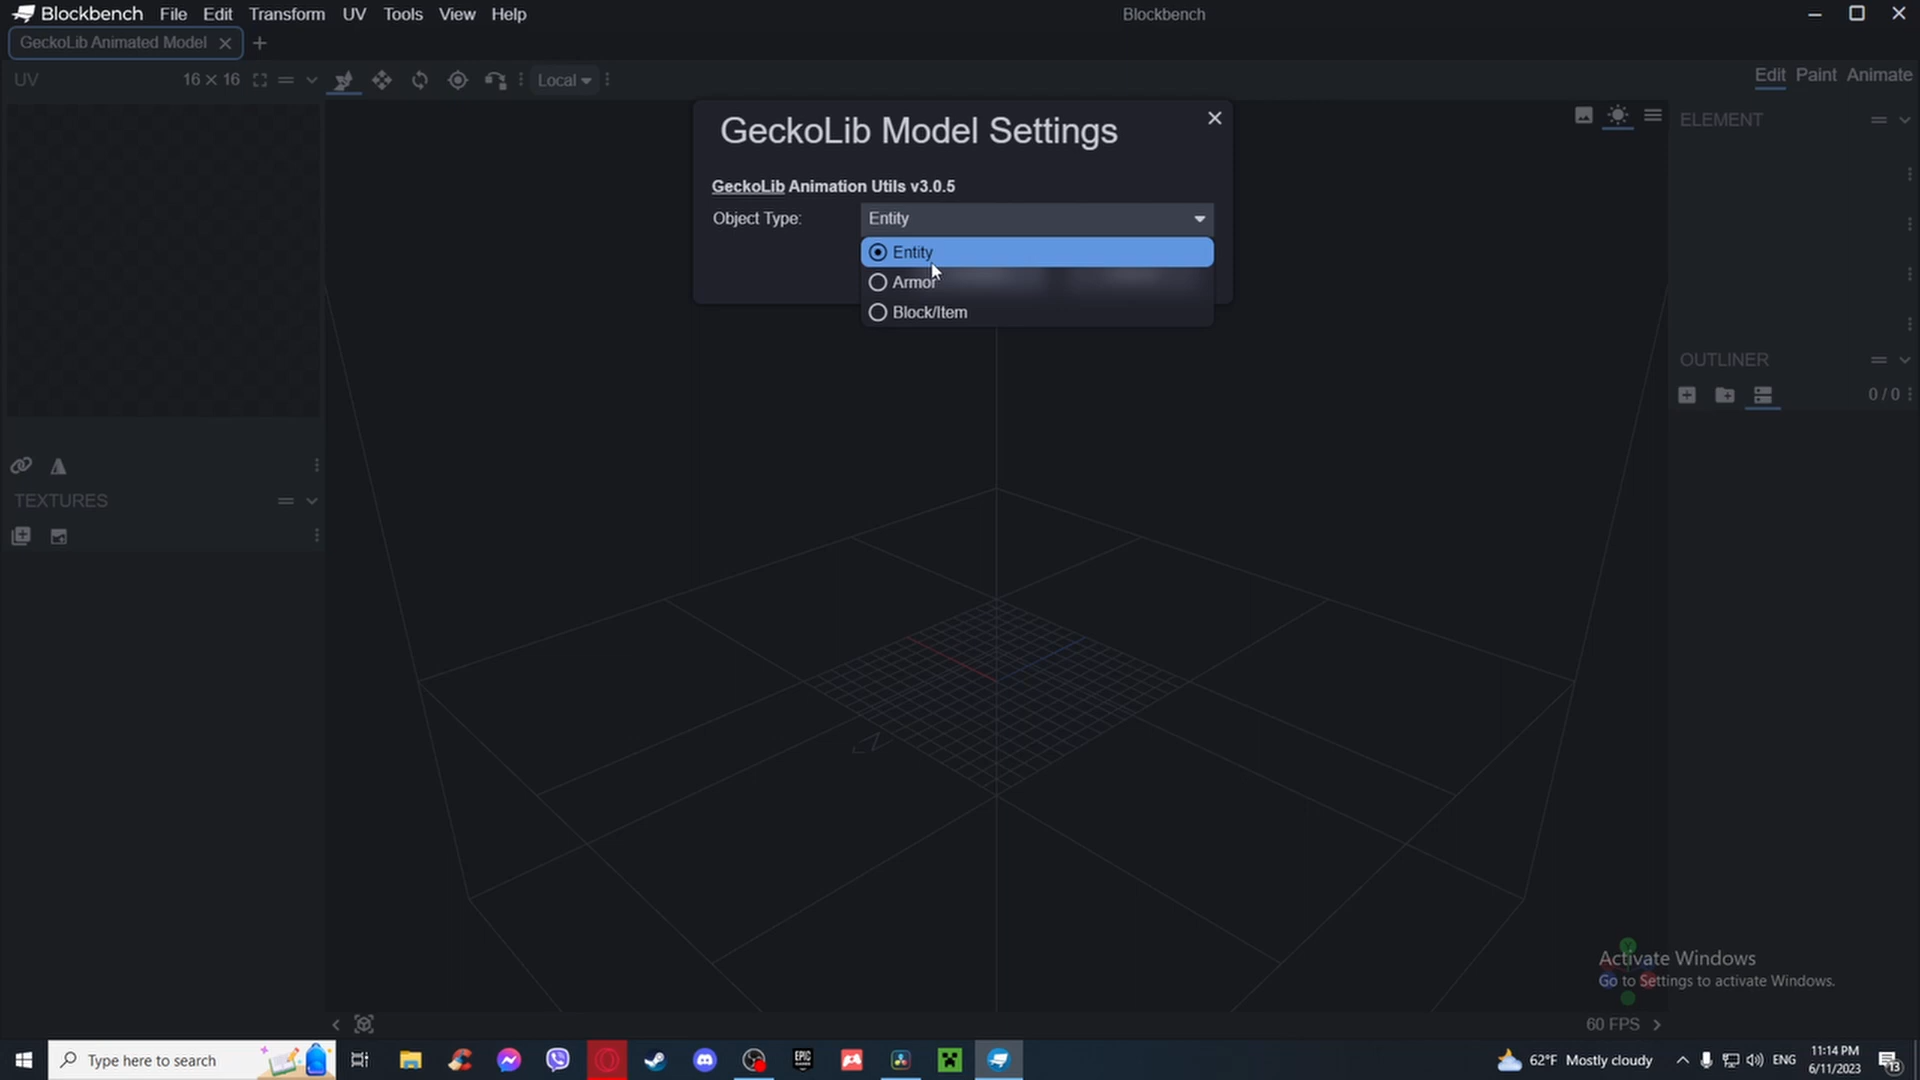 Blockbench File Edit Transform UV Tools View Help
Blockbench
GeckoLib Animated Model
UV 16 × 16
Local
Edit Paint Animate
GeckoLib Model Settings
GeckoLib Animation Utils v3.0.5
Object Type: Entity
Entity
Armor
Block/Item
ELEMENT
OUTLINER
0 / 0
TEXTURES
Activate Windows
Go to Settings to activate Windows.
60 FPS
Type here to search
EPIC
62°F Mostly cloudy
ENG
11:14 PM
6/11/2023
13